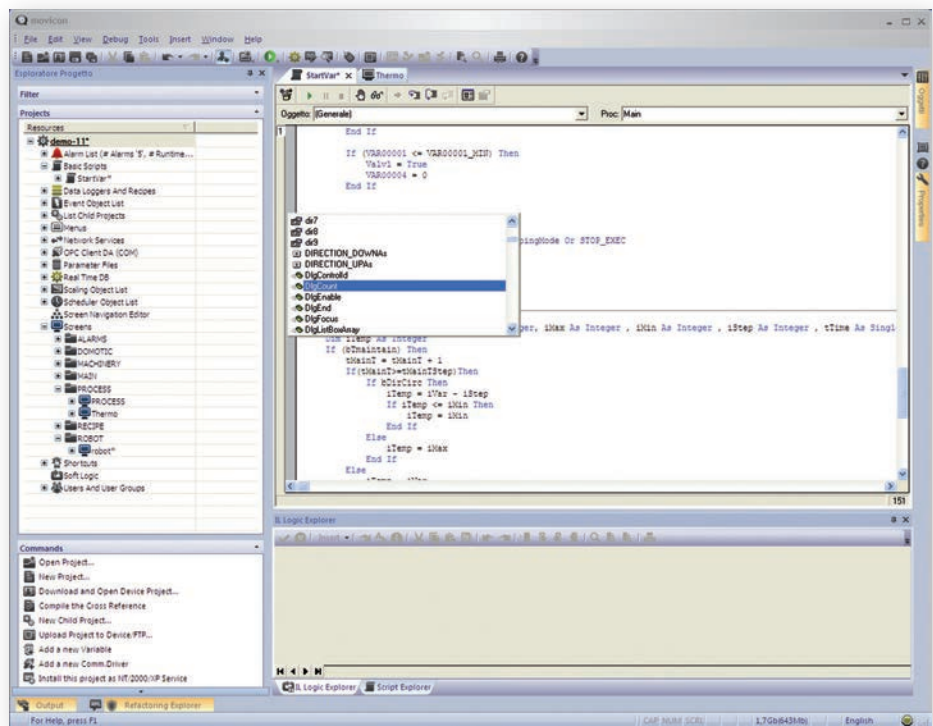 movicon
File Edit View Debug Tools Insert Window Help
Esploratore Progetto
Filter
Projects
Resources
demo-11*
Alarm List (# Alarms '5', # Runtime...
Basic Scripts
StartVar*
Data Loggers And Recipes
Event Object List
List Child Projects
Menus
Network Services
OPC Client DA (COM)
Parameter Files
Real Time DB
Scaling Object List
Scheduler Object List
Screen Navigation Editor
Screens
ALARMS
DOMOTIC
MACHINERY
MAIN
PROCESS
PROCESS
Thermo
RECIPE
ROBOT
robot*
Shortcuts
Soft Logic
Users And User Groups
Commands
Open Project...
New Project...
Download and Open Device Project...
Compile the Cross Reference
New Child Project...
Upload Project to Device/FTP...
Add a new Variable
Add a new Comm.Driver
Install this project as NT/2000/XP Service
Output Refactoring Explorer
For Help, press F1
StartVar* Thermo
Oggetto: (Generale) Proc: Main
1
End If
If (VAR00001 <= VAR00001_MIN) Then
Valv1 = True
VAR00004 = 0
End If
dir7
dir8
dir9
DIRECTION_DOWNAs
DIRECTION_UPAs
DlgControlId
DlgCount
DlgEnable
DlgEnd
DlgFocus
DlgListBoxArray
pingMode Or STOP_EXEC
ger, iMax As Integer , iMin As Integer , iStep As Integer , tTime As Singl
Dim iTemp As Integer
If (bTmaintain) Then
tMainT = tMainT + 1
If(tMainT>=tMainTStep)Then
If bDirCirc Then
iTemp = iVar - iStep
If iTemp <= iMin Then
iTemp = iMin
End If
Else
iTemp = iMax
End If
Else
151
IL Logic Explorer
IL Logic Explorer Script Explorer
Oggetti
Properties
CAP NUM SCRL 1,7Gb(643Mb) English